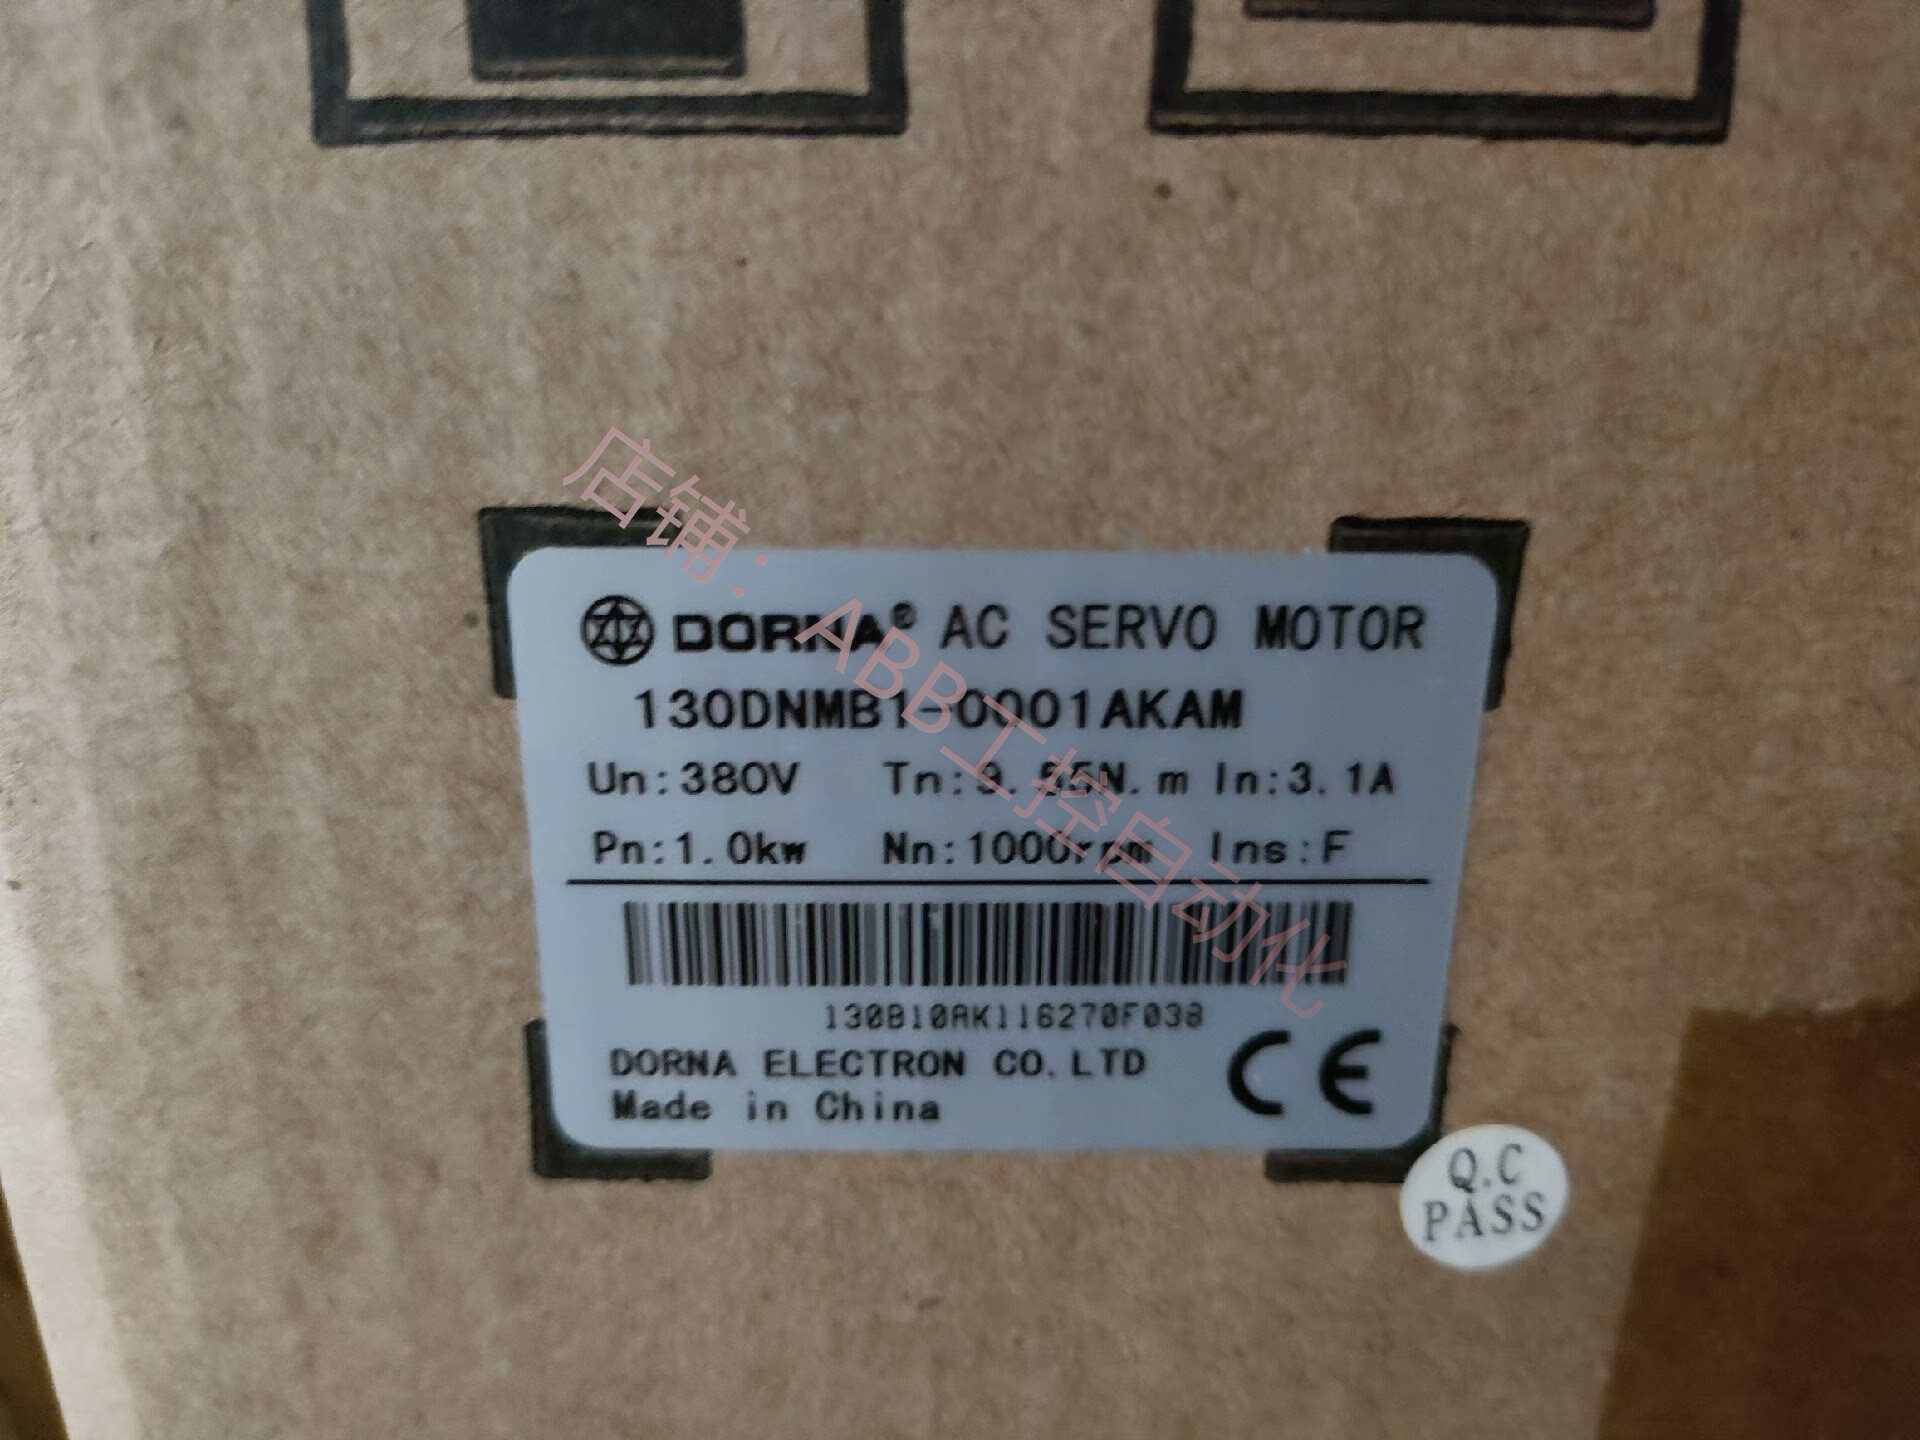 DORNA® AC SERVO MOTOR
130DNMB1-0001AKAM
Un:380V Tn:9.55N.m In:3.1A
Pn:1.0kw Nn:1000rpm Ins:F
130B10AK116270F038
DORNA ELECTRON CO.LTD
Made in China
CE
Q.C
PASS
店铺：ABB工控自动化